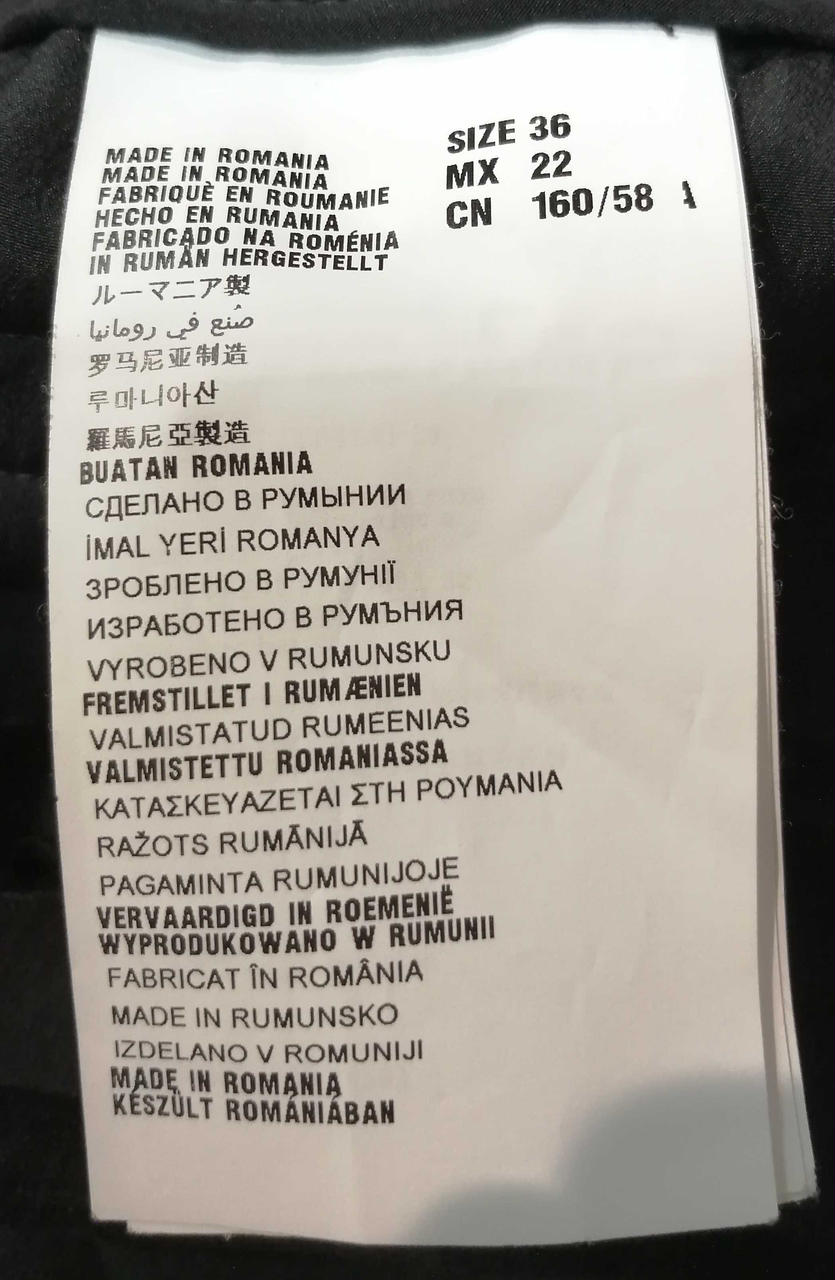 MADE IN ROMANIA
MADE IN ROMANIA
FABRIQUÈ EN ROUMANIE
HECHO EN RUMANIA
FABRICADO NA ROMÉNIA
IN RUMÄN HERGESTELLT
ルーマニア製
صُنع في رومانيا
罗马尼亚制造
루마니아산
羅馬尼亞製造
BUATAN ROMANIA
СДЕЛАНО В РУМЫНИИ
İMAL YERİ ROMANYA
ЗРОБЛЕНО В РУМУНІЇ
ИЗРАБОТЕНО В РУМЪНИЯ
VYROBENO V RUMUNSKU
FREMSTILLET I RUMÆNIEN
VALMISTATUD RUMEENIAS
VALMISTETTU ROMANIASSA
ΚΑΤΑΣΚΕΥΑΖΕΤΑΙ ΣΤΗ ΡΟΥΜΑΝΙΑ
RAŽOTS RUMĀNIJĀ
PAGAMINTA RUMUNIJOJE
VERVAARDIGD IN ROEMENIË
WYPRODUKOWANO W RUMUNII
FABRICAT ÎN ROMÂNIA
MADE IN RUMUNSKO
IZDELANO V ROMUNIJI
MADE IN ROMANIA
KÉSZÜLT ROMÁNIÁBAN
SIZE 36
MX 22
CN 160/58 A